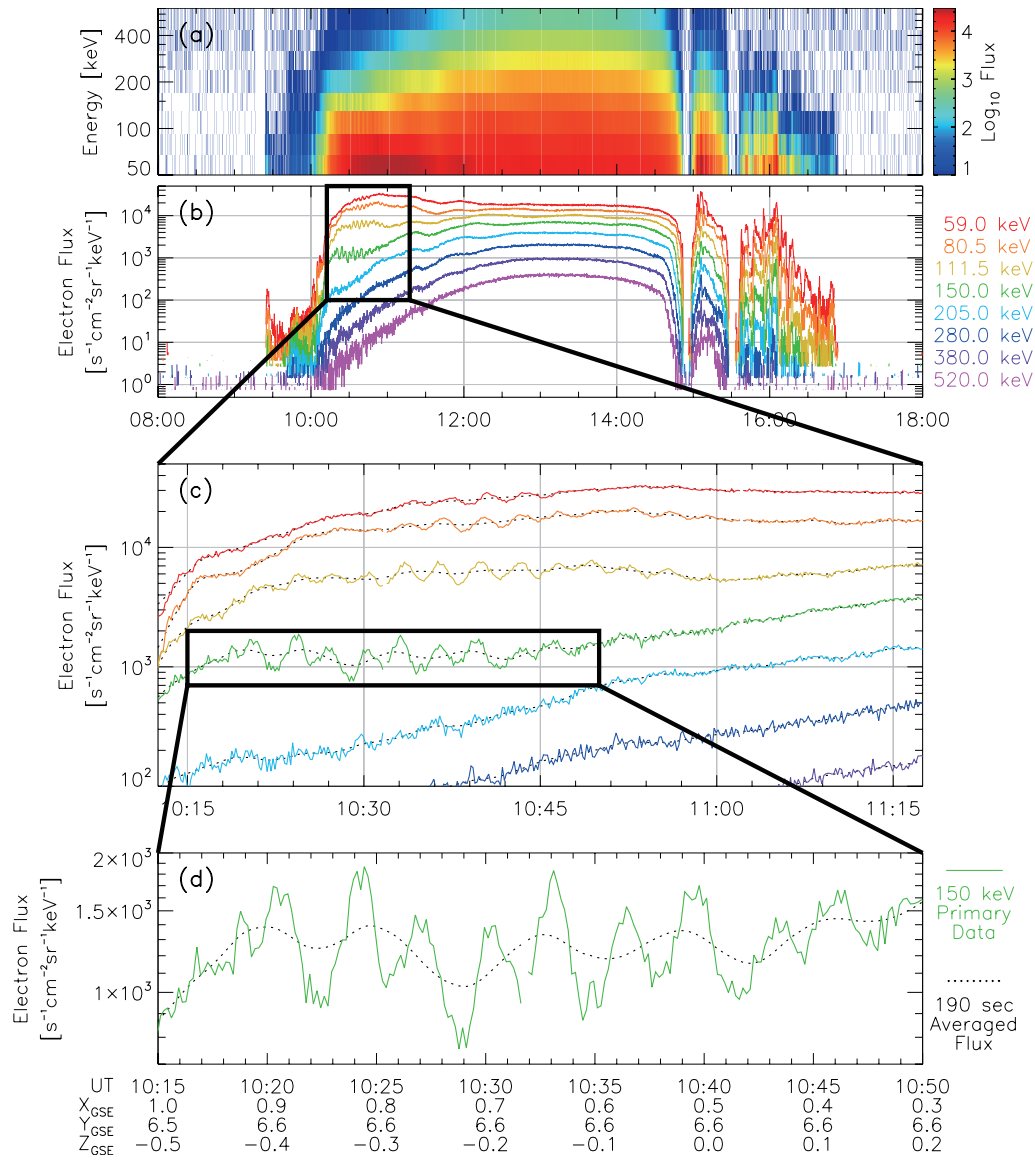 (a)
Energy [keV]
400
200
100
50
4
3
2
1
Log₁₀ Flux
(b)
Electron Flux
[s⁻¹cm⁻²sr⁻¹keV⁻¹]
10⁴
10³
10²
10¹
10⁰
59.0 keV
80.5 keV
111.5 keV
150.0 keV
205.0 keV
280.0 keV
380.0 keV
520.0 keV
08:00 10:00 12:00 14:00 16:00 18:00
(c)
Electron Flux
[s⁻¹cm⁻²sr⁻¹keV⁻¹]
10⁴
10³
10²
10:15 10:30 10:45 11:00 11:15
(d)
Electron Flux
[s⁻¹cm⁻²sr⁻¹keV⁻¹]
2×10³
1.5×10³
1×10³
150 keV
Primary
Data
190 sec
Averaged
Flux
UT 10:15 10:20 10:25 10:30 10:35 10:40 10:45 10:50
X_GSE 1.0 0.9 0.8 0.7 0.6 0.5 0.4 0.3
Y_GSE 6.5 6.6 6.6 6.6 6.6 6.6 6.6 6.6
Z_GSE −0.5 −0.4 −0.3 −0.2 −0.1 0.0 0.1 0.2